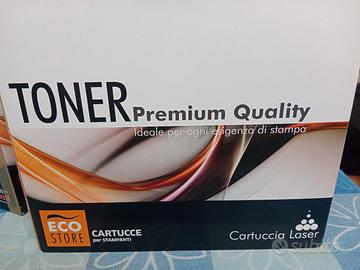 TONER Premium Quality
Ideale per ogni esigenza di stampa
ECO
STORE
CARTUCCE
per STAMPANTI
Cartuccia Laser
subito